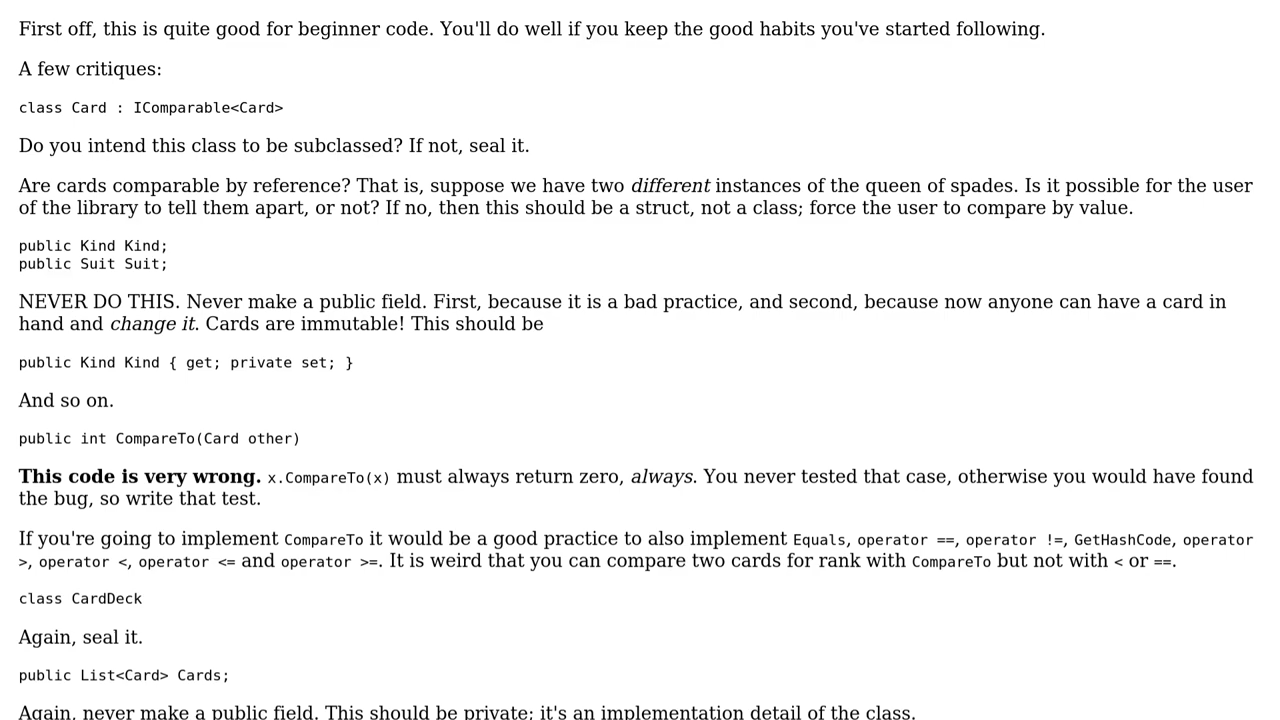 First off, this is quite good for beginner code. You'll do well if you keep the good habits you've started following.
A few critiques:
class Card : IComparable<Card>
Do you intend this class to be subclassed? If not, seal it.
Are cards comparable by reference? That is, suppose we have two different instances of the queen of spades. Is it possible for the user
of the library to tell them apart, or not? If no, then this should be a struct, not a class; force the user to compare by value.
public Kind Kind;
public Suit Suit;
NEVER DO THIS. Never make a public field. First, because it is a bad practice, and second, because now anyone can have a card in
hand and change it. Cards are immutable! This should be
public Kind Kind { get; private set; }
And so on.
public int CompareTo(Card other)
This code is very wrong. x.CompareTo(x) must always return zero, always. You never tested that case, otherwise you would have found
the bug, so write that test.
If you're going to implement CompareTo it would be a good practice to also implement Equals, operator ==, operator !=, GetHashCode, operator
>, operator <, operator <= and operator >=. It is weird that you can compare two cards for rank with CompareTo but not with < or ==.
class CardDeck
Again, seal it.
public List<Card> Cards;
Again, never make a public field. This should be private; it's an implementation detail of the class.